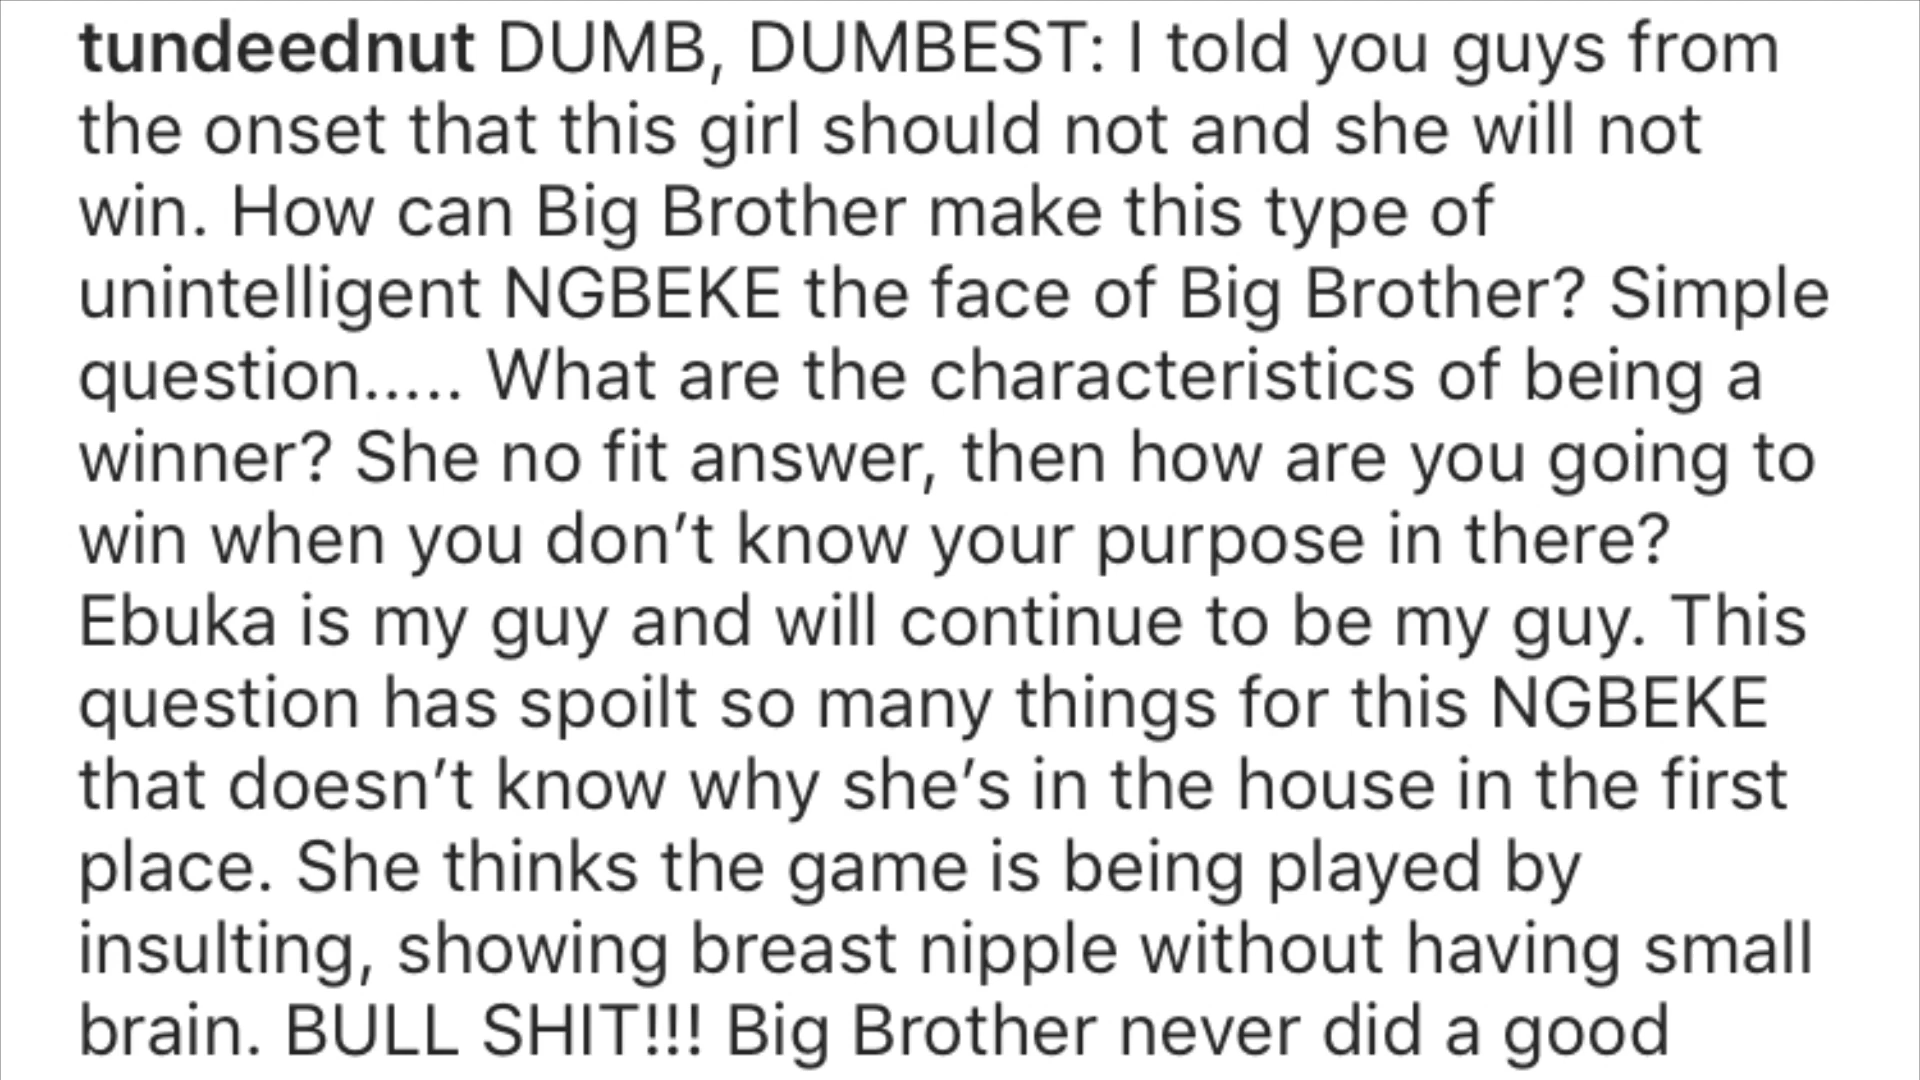 tundeednut DUMB, DUMBEST: I told you guys from
the onset that this girl should not and she will not
win. How can Big Brother make this type of
unintelligent NGBEKE the face of Big Brother? Simple
question..... What are the characteristics of being a
winner? She no fit answer, then how are you going to
win when you don’t know your purpose in there?
Ebuka is my guy and will continue to be my guy. This
question has spoilt so many things for this NGBEKE
that doesn’t know why she’s in the house in the first
place. She thinks the game is being played by
insulting, showing breast nipple without having small
brain. BULL SHIT!!! Big Brother never did a good